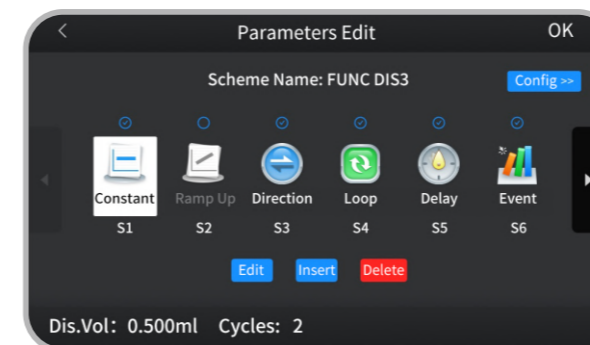 Parameters Edit OK
Scheme Name: FUNC DIS3 Config >>
Constant Ramp Up Direction Loop Delay Event
S1 S2 S3 S4 S5 S6
Edit Insert Delete
Dis.Vol: 0.500ml Cycles: 2